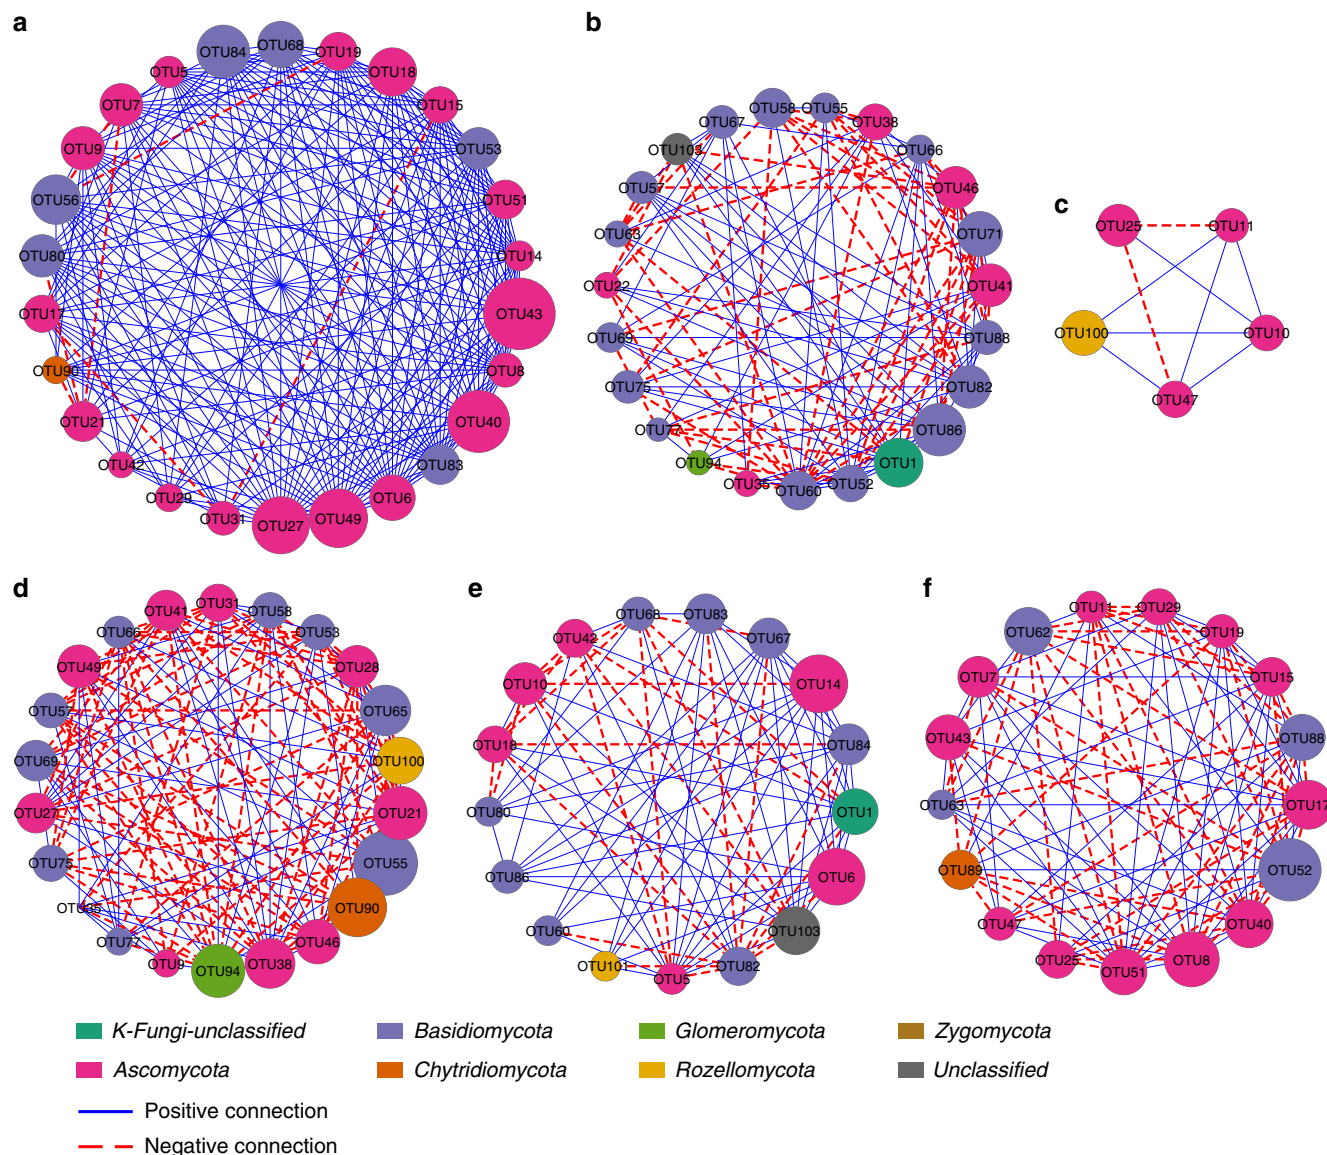 a
OTU84
OTU68
OTU19
OTU18
OTU15
OTU53
OTU51
OTU14
OTU43
OTU8
OTU40
OTU83
OTU6
OTU49
OTU27
OTU31
OTU29
OTU42
OTU21
OTU90
OTU17
OTU80
OTU56
OTU9
OTU7
OTU5
b
OTU58
OTU55
OTU38
OTU66
OTU46
OTU71
OTU41
OTU88
OTU82
OTU86
OTU1
OTU52
OTU60
OTU35
OTU94
OTU77
OTU75
OTU69
OTU22
OTU63
OTU57
OTU103
OTU67
c
OTU25
OTU11
OTU10
OTU47
OTU100
d
OTU41
OTU31
OTU58
OTU53
OTU28
OTU65
OTU100
OTU21
OTU55
OTU90
OTU46
OTU38
OTU94
OTU9
OTU77
OTU75
OTU27
OTU69
OTU57
OTU49
OTU66
e
OTU68
OTU83
OTU67
OTU14
OTU84
OTU1
OTU6
OTU103
OTU82
OTU5
OTU101
OTU60
OTU86
OTU80
OTU18
OTU10
OTU42
f
OTU11
OTU29
OTU19
OTU15
OTU88
OTU17
OTU52
OTU40
OTU8
OTU51
OTU25
OTU47
OTU89
OTU63
OTU43
OTU7
OTU62
K-Fungi-unclassified
Basidiomycota
Glomeromycota
Zygomycota
Ascomycota
Chytridiomycota
Rozellomycota
Unclassified
Positive connection
Negative connection